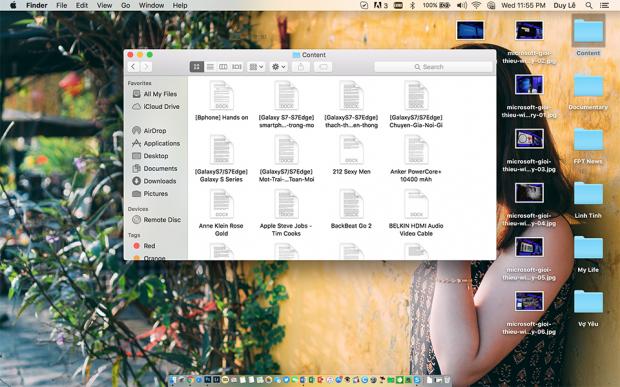 Finder File Edit View Go Window Help
3 100% Wed 11:55 PM Duy Lê
Content
Search
Favorites
All My Files
iCloud Drive
AirDrop
Applications
Desktop
Documents
Downloads
Pictures
Devices
Remote Disc
Tags
Red
Orange
DOCX DOCX DOCX DOCX
[Bphone] Hands on
[Galaxy S7-S7Edge]
smartph...-trong-mo
[GalaxyS7/S7Edge]
thach-th...en-thong
[GalaxyS7/S7Edge]
Chuyen-Gia-Noi-Gi
DOCX DOCX DOCX DOCX
[GalaxyS7/S7Edge]
Galaxy S Series
[GalaxyS7/S7Edge]
Mot-Trai-...Toan-Moi
212 Sexy Men
Anker PowerCore+
10400 mAh
DOCX DOCX DOCX DOCX
Anne Klein Rose
Gold
Apple Steve Jobs -
Tim Cooks
BackBeat Go 2
BELKIN HDMI Audio
Video Cable
microsoft-gioi-
thieu-wi...y-02.jpg
Content
microsoft-gioi-
thieu-wi...ry-01.jpg
Documentary
microsoft-gioi-
thieu-wi...y-03.jpg
FPT News
microsoft-gioi-
thieu-wi...y-04.jpg
Linh Tinh
microsoft-gioi-
thieu-wi...y-05.jpg
My Life
microsoft-gioi-
thieu-wi...y-06.jpg
Vợ Yêu